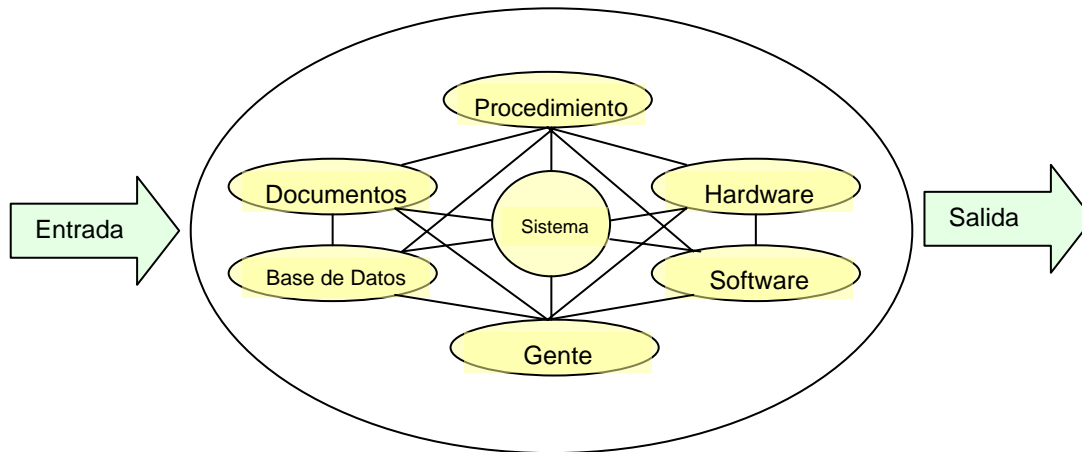 Procedimiento
Documentos
Hardware
Entrada
Sistema
Salida
Base de Datos
Software
Gente